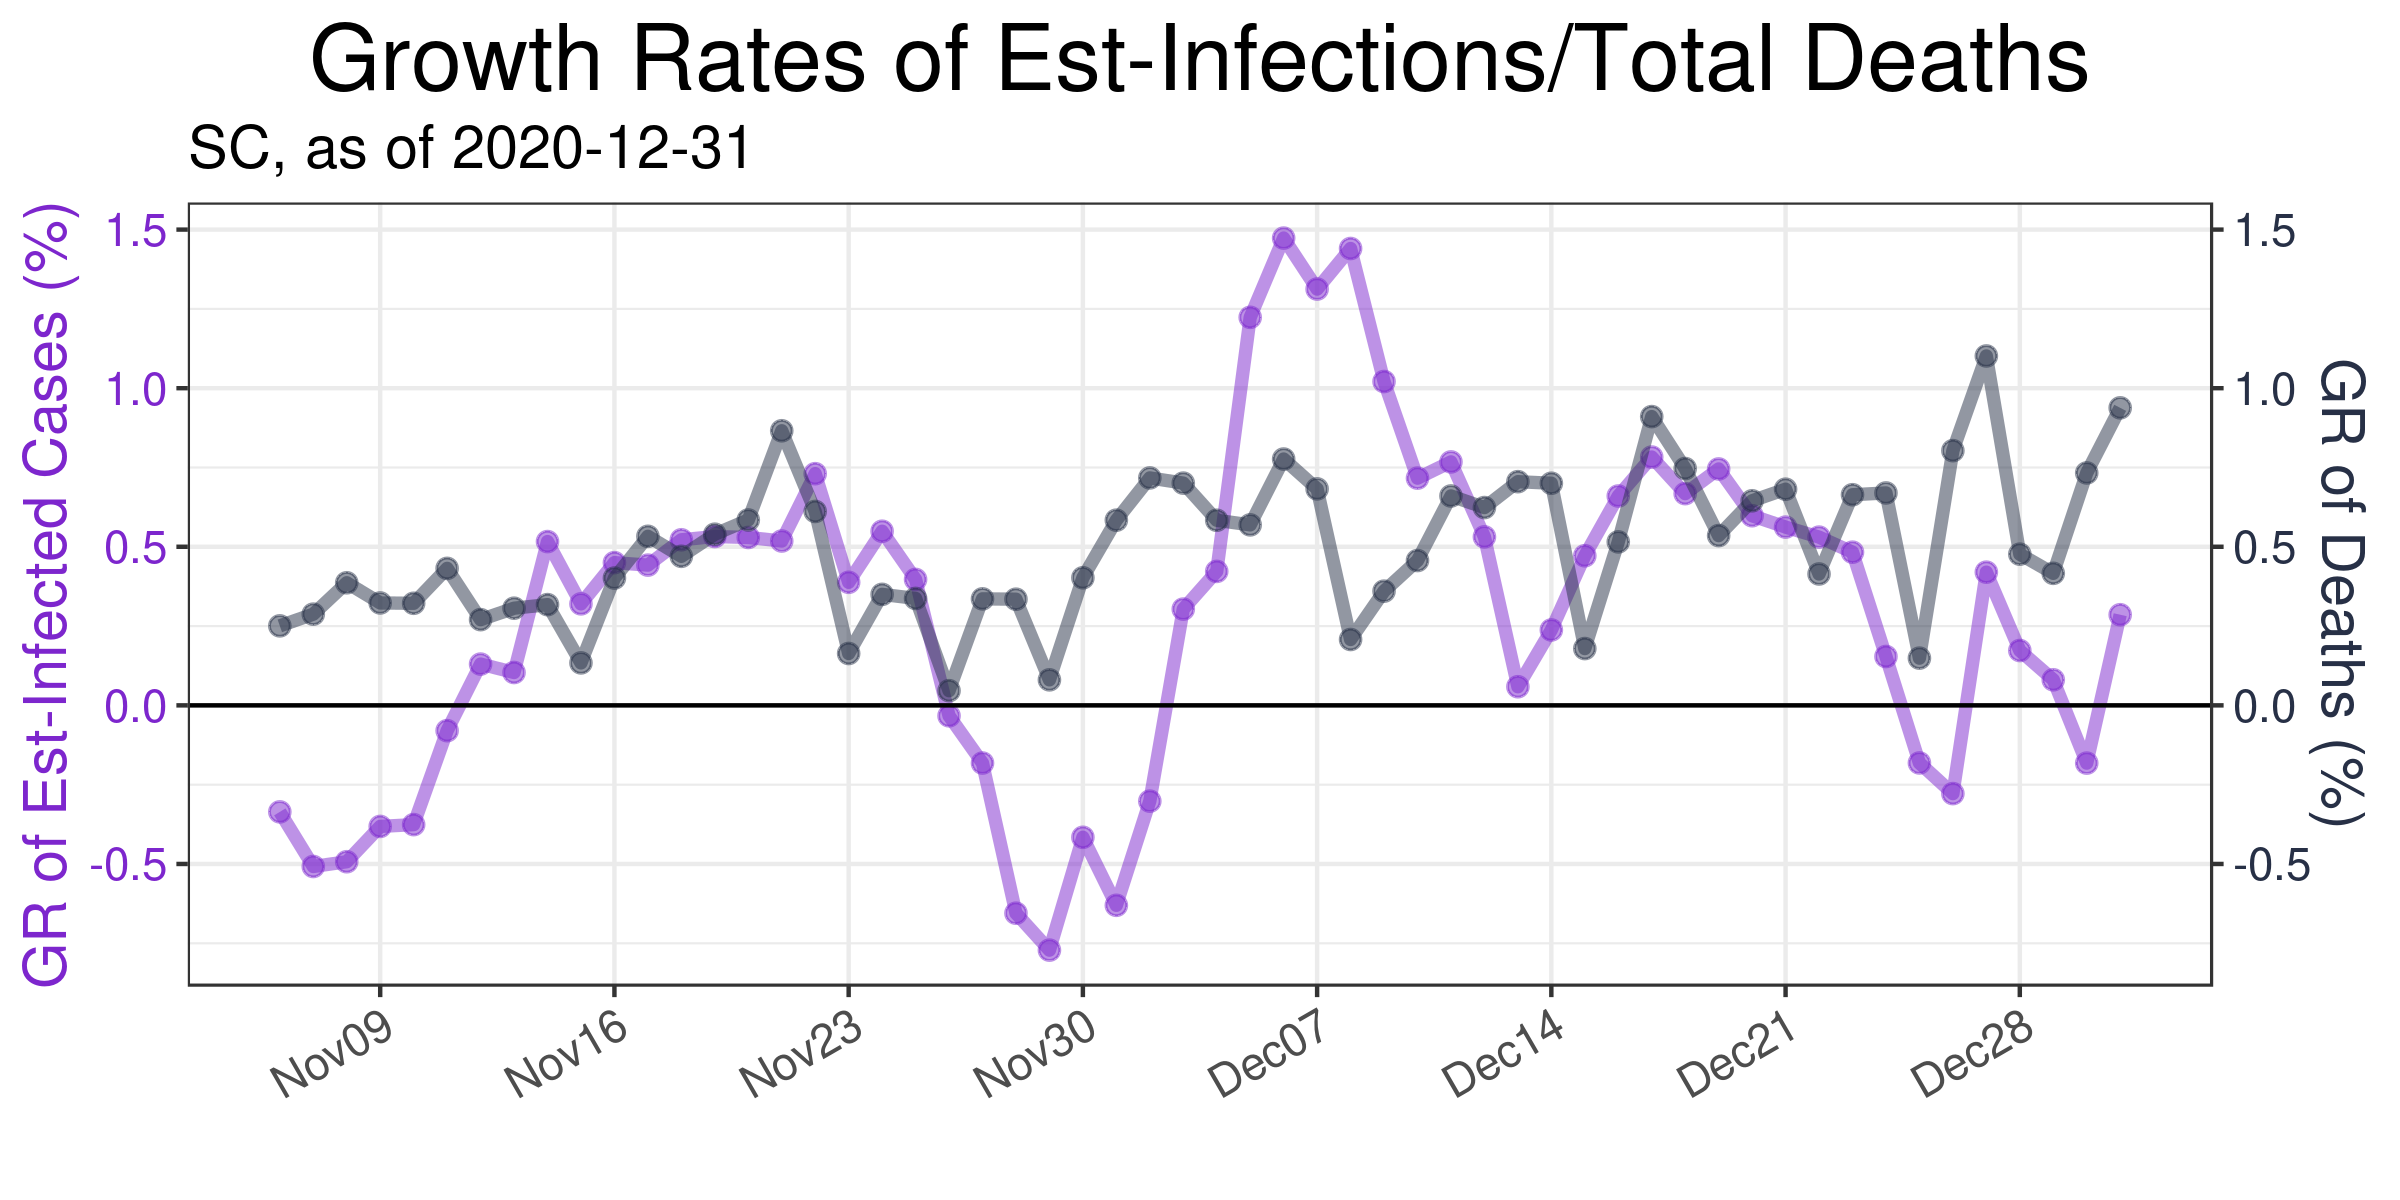 Growth Rates of Est-Infections/Total Deaths
SC, as of 2020-12-31
GR of Est-Infected Cases (%)
1.5
1.0
0.5
0.0
-0.5
1.5
1.0
0.5
0.0
-0.5
GR of Deaths (%)
Nov09
Nov16
Nov23
Nov30
Dec07
Dec14
Dec21
Dec28